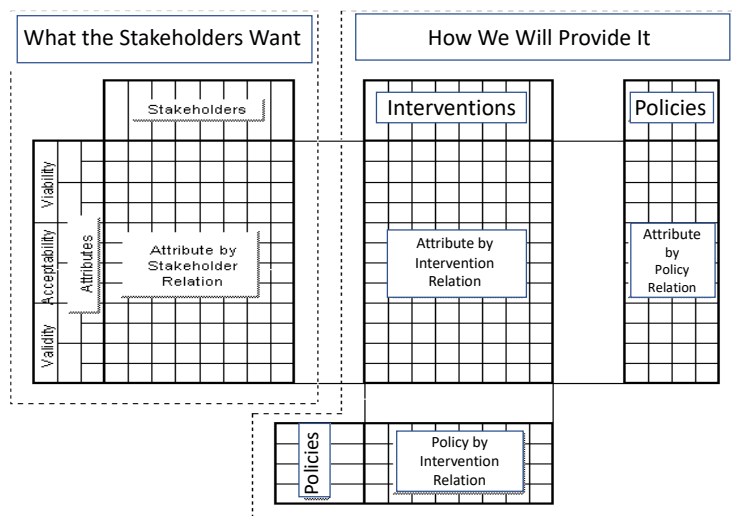 What the Stakeholders Want
How We Will Provide It
Stakeholders
Interventions
Policies
Viability
Acceptability
Validity
Attributes
Attribute by
Stakeholder
Relation
Attribute by
Intervention
Relation
Attribute
by
Policy
Relation
Policies
Policy by
Intervention
Relation